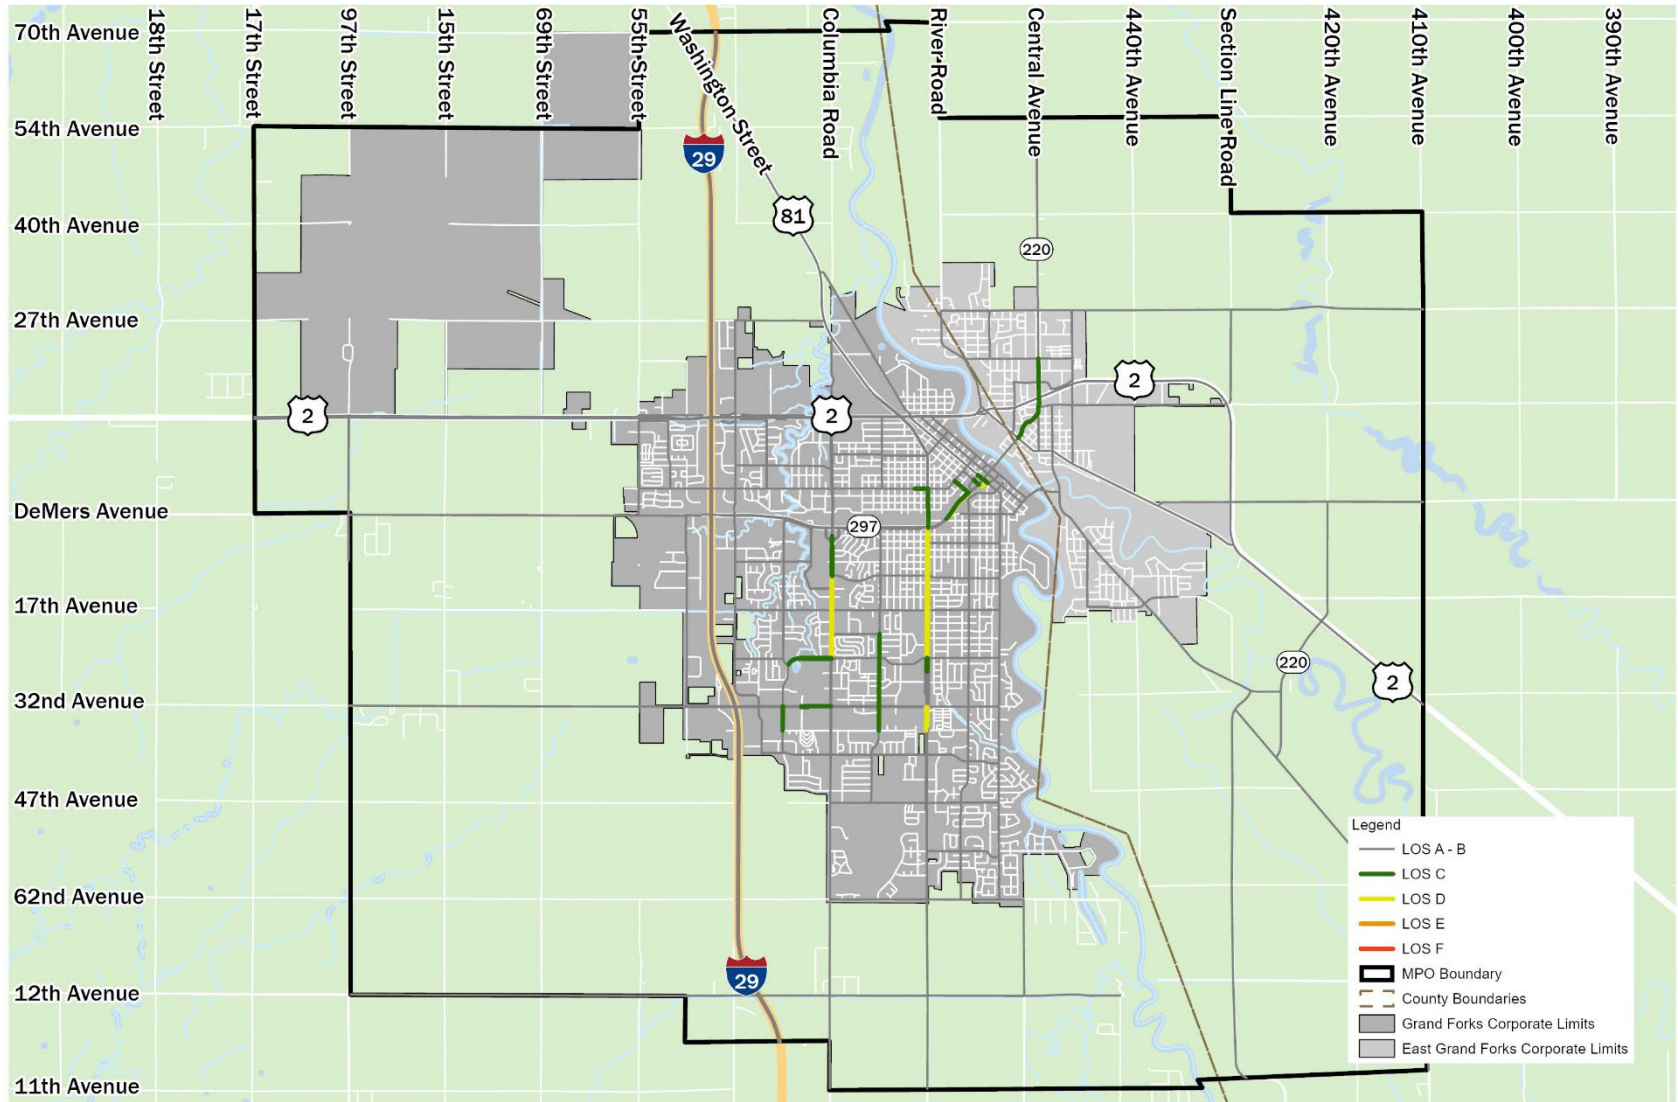 18th Street
17th Street
97th Street
15th Street
69th Street
55th Street
Washington Street
Columbia Road
River Road
Central Avenue
440th Avenue
Section Line Road
420th Avenue
410th Avenue
400th Avenue
390th Avenue
70th Avenue
54th Avenue
29
81
40th Avenue
220
27th Avenue
2
2
2
DeMers Avenue
297
17th Avenue
220
32nd Avenue
2
47th Avenue
62nd Avenue
29
12th Avenue
11th Avenue
Legend
LOS A - B
LOS C
LOS D
LOS E
LOS F
MPO Boundary
County Boundaries
Grand Forks Corporate Limits
East Grand Forks Corporate Limits